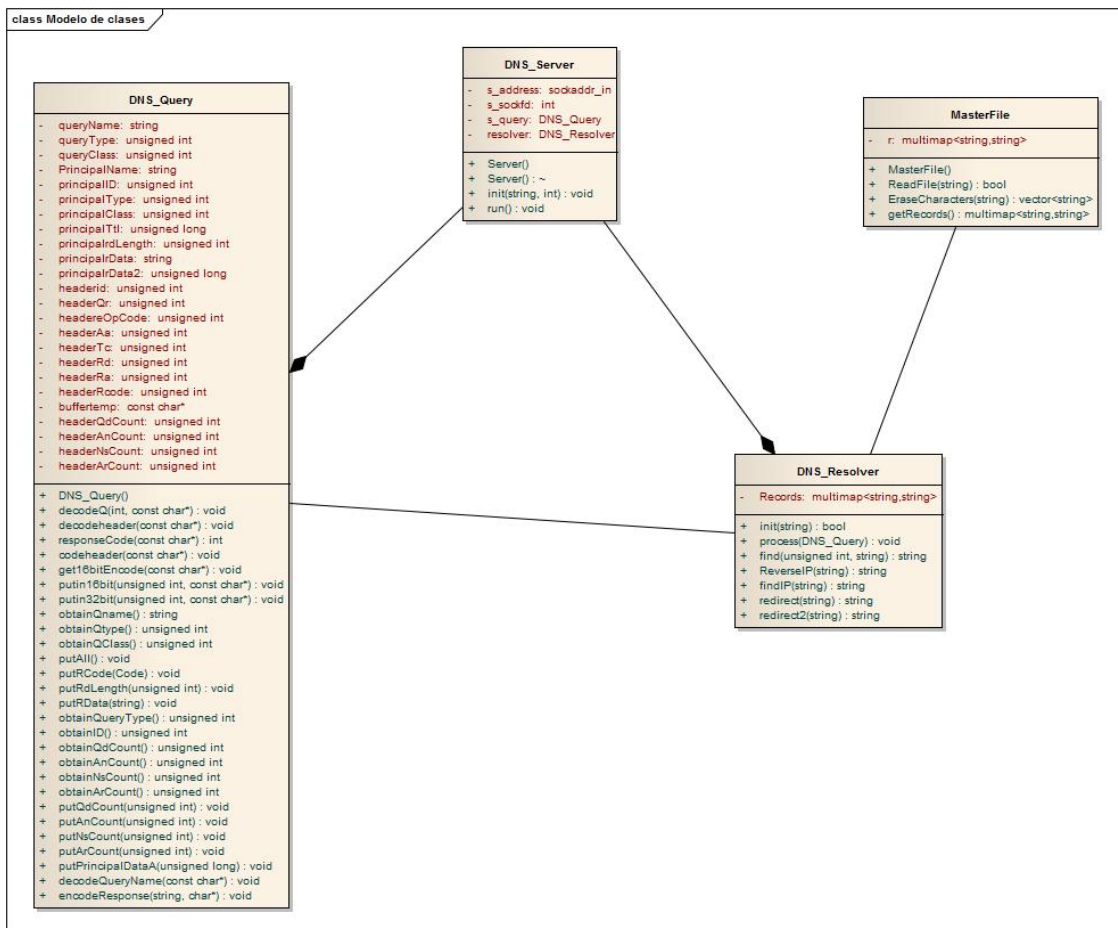 class Modelo de clases
DNS_Query
- queryName: string
- queryType: unsigned int
- queryClass: unsigned int
- PrincipalName: string
- principalID: unsigned int
- principalType: unsigned int
- principalClass: unsigned int
- principalTtl: unsigned long
- principalrdLength: unsigned int
- principalrData: string
- principalrData2: unsigned long
- headerid: unsigned int
- headerQr: unsigned int
- headereOpCode: unsigned int
- headerAa: unsigned int
- headerTc: unsigned int
- headerRd: unsigned int
- headerRa: unsigned int
- headerRcode: unsigned int
- buffertemp: const char*
- headerQdCount: unsigned int
- headerAnCount: unsigned int
- headerNsCount: unsigned int
- headerArCount: unsigned int
+ DNS_Query()
+ decodeQ(int, const char*) : void
+ decodeheader(const char*) : void
+ responseCode(const char*) : int
+ codeheader(const char*) : void
+ get16bitEncode(const char*) : void
+ putin16bit(unsigned int, const char*) : void
+ putin32bit(unsigned int, const char*) : void
+ obtainQname() : string
+ obtainQtype() : unsigned int
+ obtainQClass() : unsigned int
+ putAll() : void
+ putRCode(Code) : void
+ putRdLength(unsigned int) : void
+ putRData(string) : void
+ obtainQueryType() : unsigned int
+ obtainID() : unsigned int
+ obtainQdCount() : unsigned int
+ obtainAnCount() : unsigned int
+ obtainNsCount() : unsigned int
+ obtainArCount() : unsigned int
+ putQdCount(unsigned int) : void
+ putAnCount(unsigned int) : void
+ putNsCount(unsigned int) : void
+ putArCount(unsigned int) : void
+ putPrincipalDataA(unsigned long) : void
+ decodeQueryName(const char*) : void
+ encodeResponse(string, char*) : void
DNS_Server
- s_address: sockaddr_in
- s_sockfd: int
- s_query: DNS_Query
- resolver: DNS_Resolver
+ Server()
+ Server() : ~
+ init(string, int) : void
+ run() : void
MasterFile
- r: multimap<string,string>
+ MasterFile()
+ ReadFile(string) : bool
+ EraseCharacters(string) : vector<string>
+ getRecords() : multimap<string,string>
DNS_Resolver
- Records: multimap<string,string>
+ init(string) : bool
+ process(DNS_Query) : void
+ find(unsigned int, string) : string
+ ReverseIP(string) : string
+ findIP(string) : string
+ redirect(string) : string
+ redirect2(string) : string